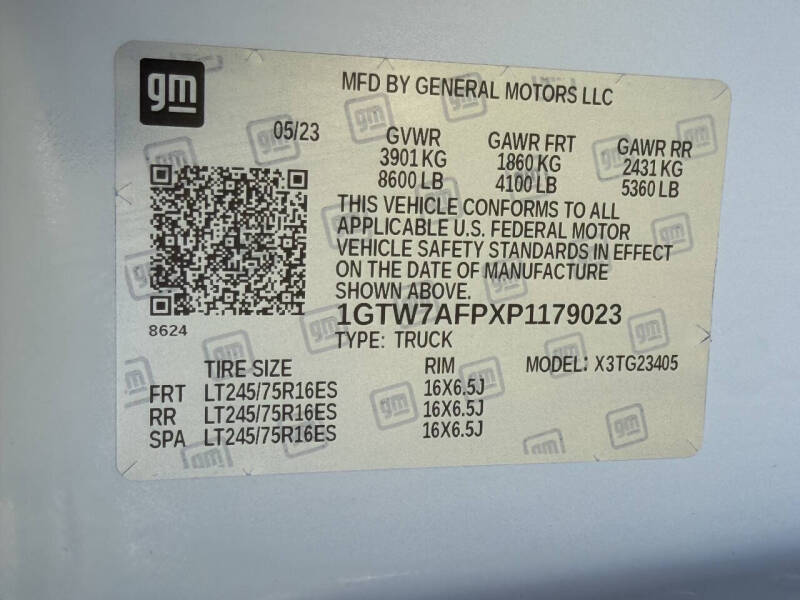 gm
MFD BY GENERAL MOTORS LLC
05/23
GVWR GAWR FRT GAWR RR
3901 KG 1860 KG 2431 KG
8600 LB 4100 LB 5360 LB
THIS VEHICLE CONFORMS TO ALL
APPLICABLE U.S. FEDERAL MOTOR
VEHICLE SAFETY STANDARDS IN EFFECT
ON THE DATE OF MANUFACTURE
SHOWN ABOVE.
8624
1GTW7AFPXP1179023
TYPE: TRUCK
TIRE SIZE RIM MODEL: X3TG23405
FRT LT245/75R16ES 16X6.5J
RR LT245/75R16ES 16X6.5J
SPA LT245/75R16ES 16X6.5J